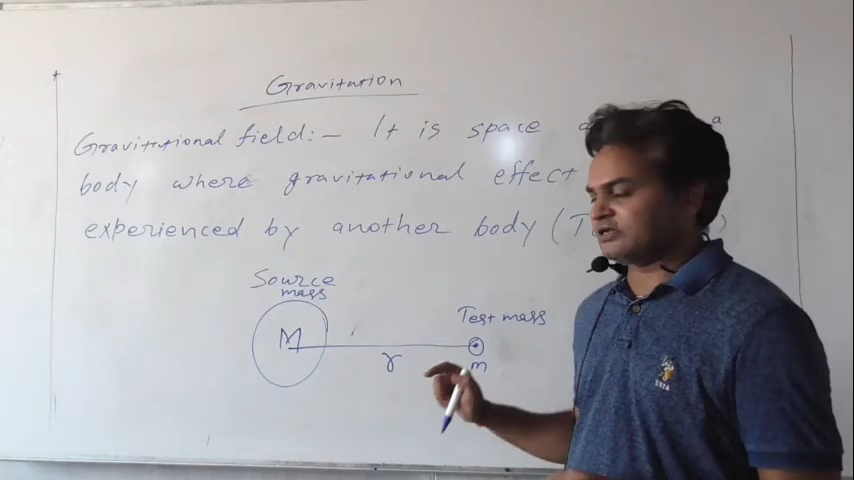 Gravitation
Gravitational field:- It is space a
body where gravitational effect
experienced by another body (
Source
mass
Test mass
M
r
m